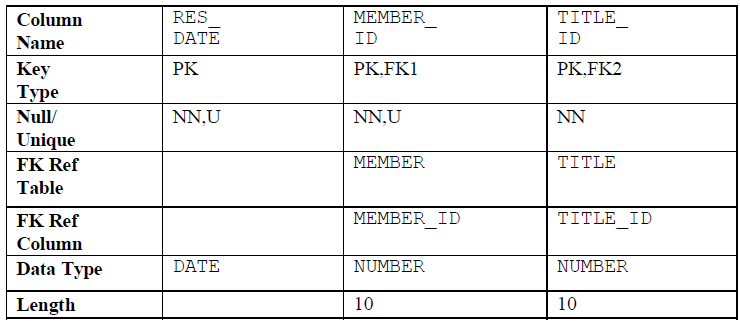 Column Name RES_ DATE MEMBER_ ID TITLE_ ID
Key Type PK PK,FK1 PK,FK2
Null/ Unique NN,U NN,U NN
FK Ref Table MEMBER TITLE
FK Ref Column MEMBER_ID TITLE_ID
Data Type DATE NUMBER NUMBER
Length 10 10